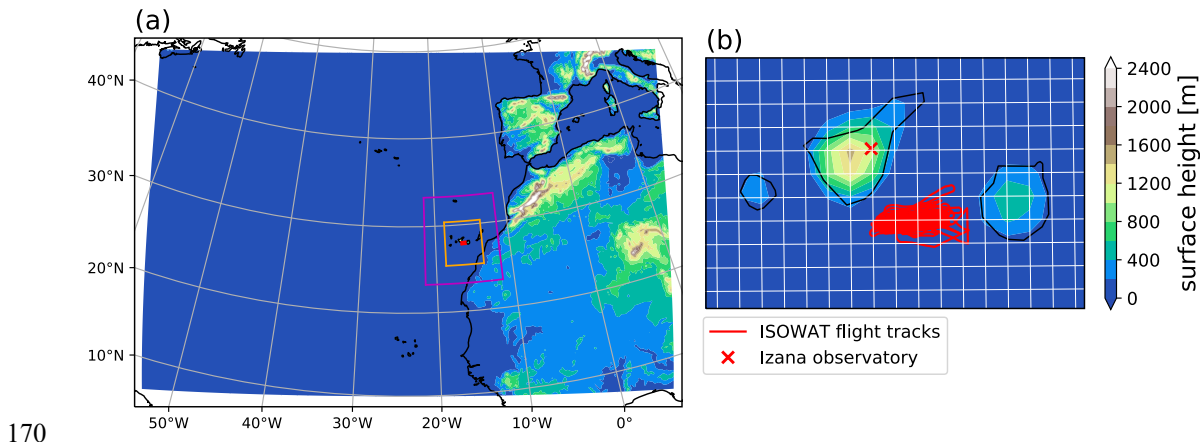 (a)
(b)
40°N
30°N
20°N
10°N
50°W
40°W
30°W
20°W
10°W
0°
2400
2000
1600
1200
800
400
0
surface height [m]
ISOWAT flight tracks
Izana observatory
170